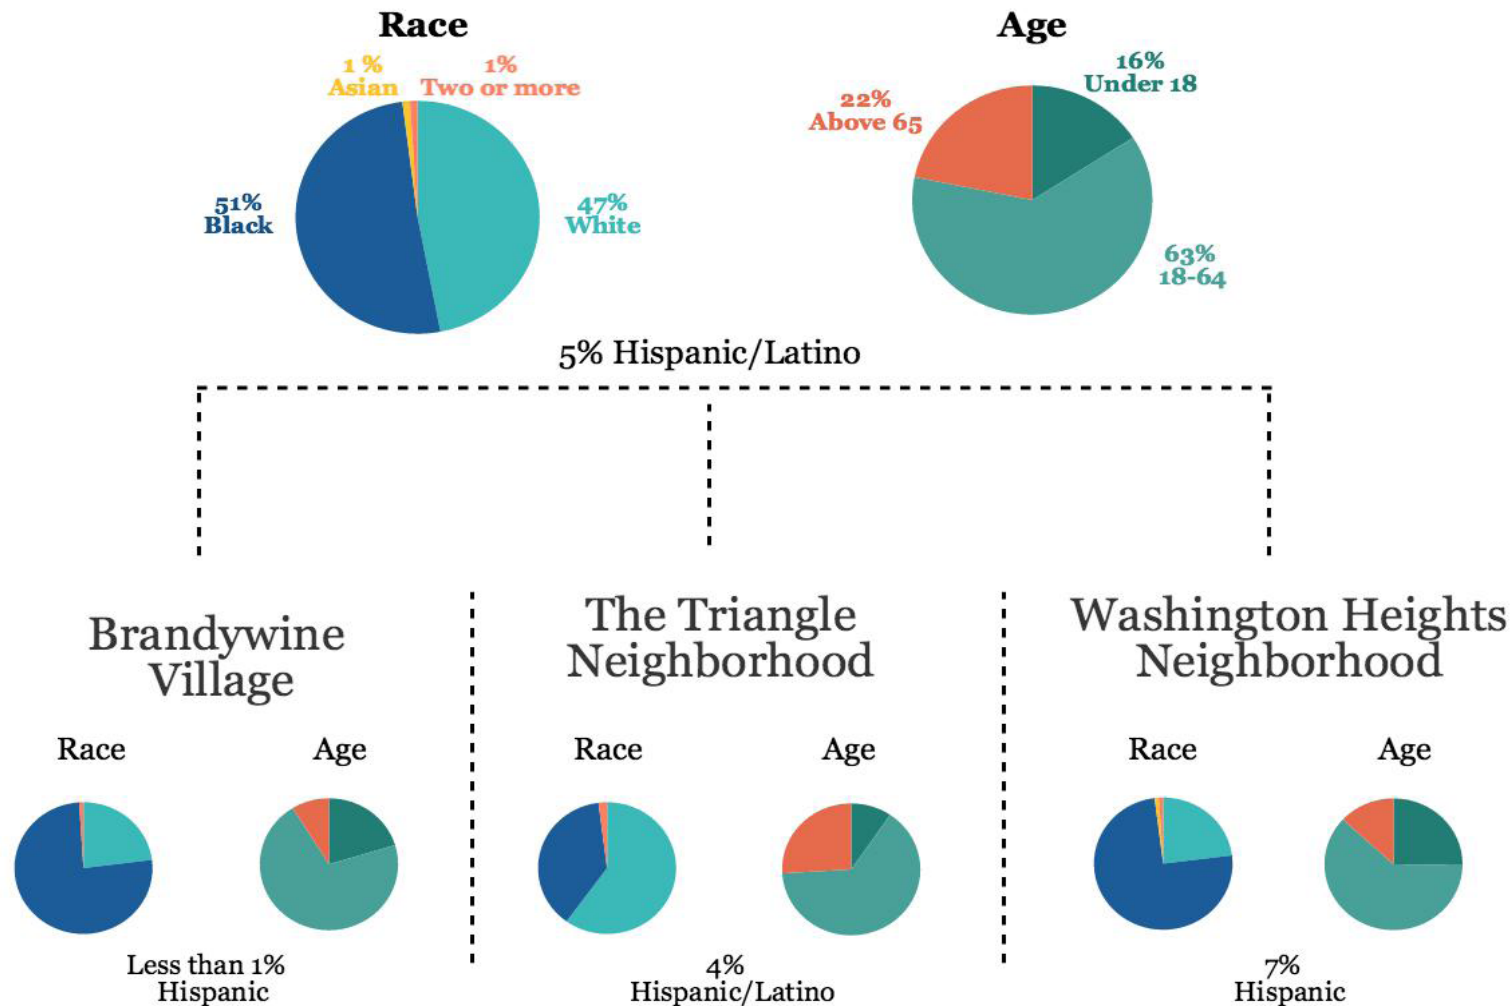 Race
Age
1 %
Asian
1%
Two or more
16%
Under 18
22%
Above 65
51%
Black
47%
White
63%
18-64
5% Hispanic/Latino
Brandywine
Village
The Triangle
Neighborhood
Washington Heights
Neighborhood
Race
Age
Race
Age
Race
Age
Less than 1%
Hispanic
4%
Hispanic/Latino
7%
Hispanic